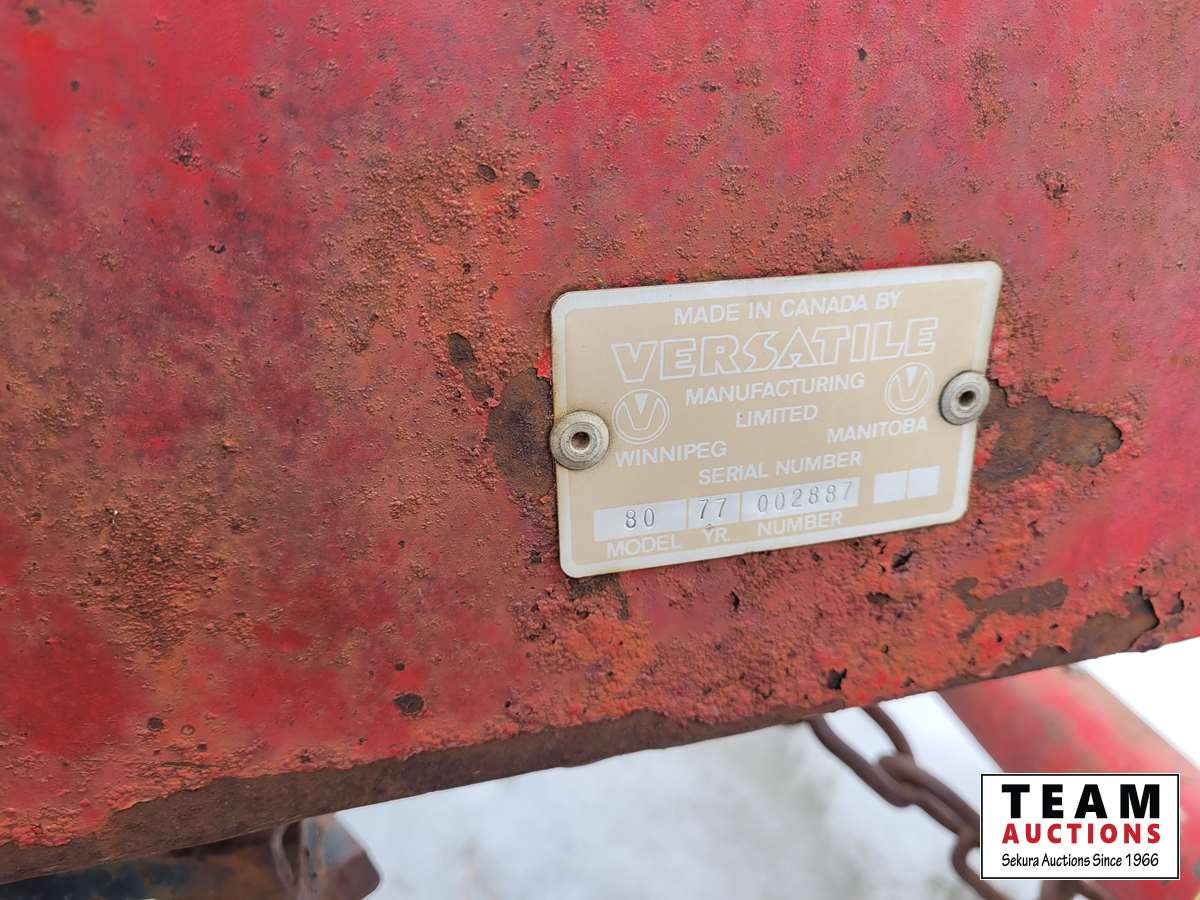 MADE IN CANADA BY
VERSATILE
MANUFACTURING
LIMITED
WINNIPEG MANITOBA
SERIAL NUMBER
80 77 002887
MODEL YR. NUMBER
TEAM
AUCTIONS
Sekura Auctions Since 1966